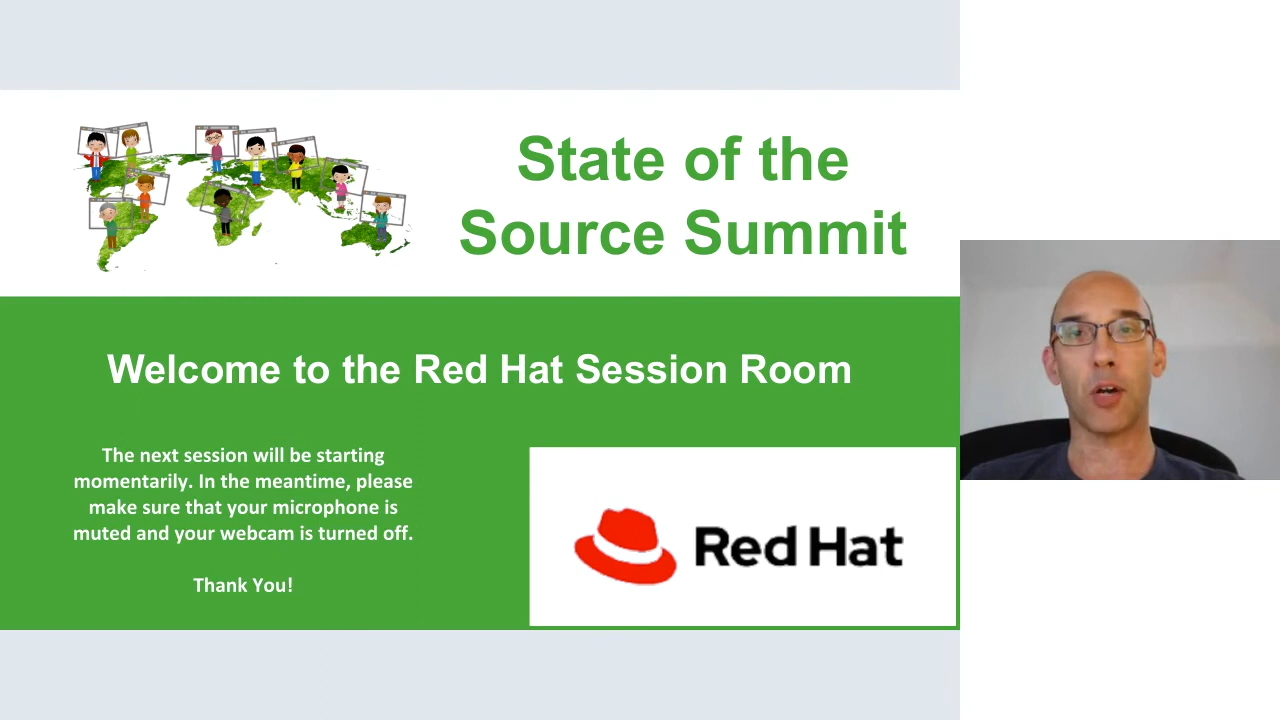 State of the
Source Summit
Welcome to the Red Hat Session Room
The next session will be starting
momentarily. In the meantime, please
make sure that your microphone is
muted and your webcam is turned off.
Thank You!
Red Hat